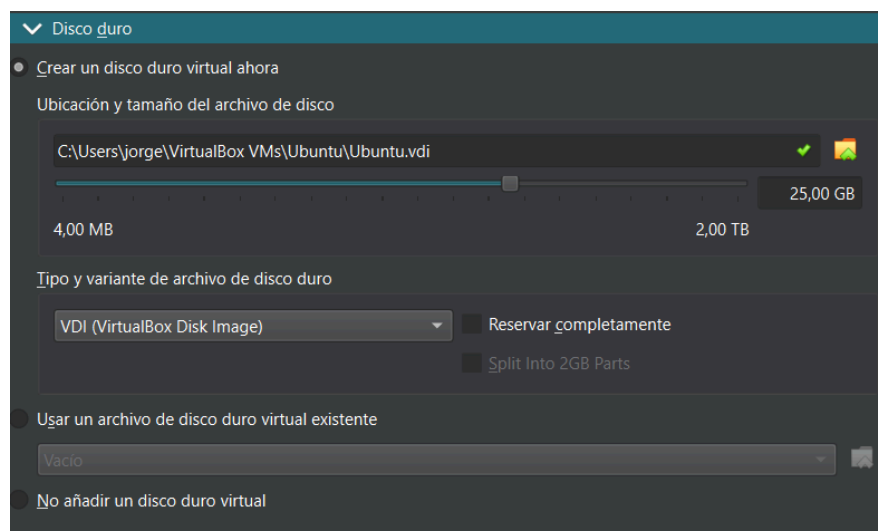 Disco duro
Crear un disco duro virtual ahora
Ubicación y tamaño del archivo de disco
C:\Users\jorge\VirtualBox VMs\Ubuntu\Ubuntu.vdi
25,00 GB
4,00 MB 2,00 TB
Tipo y variante de archivo de disco duro
VDI (VirtualBox Disk Image) Reservar completamente
Split Into 2GB Parts
Usar un archivo de disco duro virtual existente
Vacío
No añadir un disco duro virtual